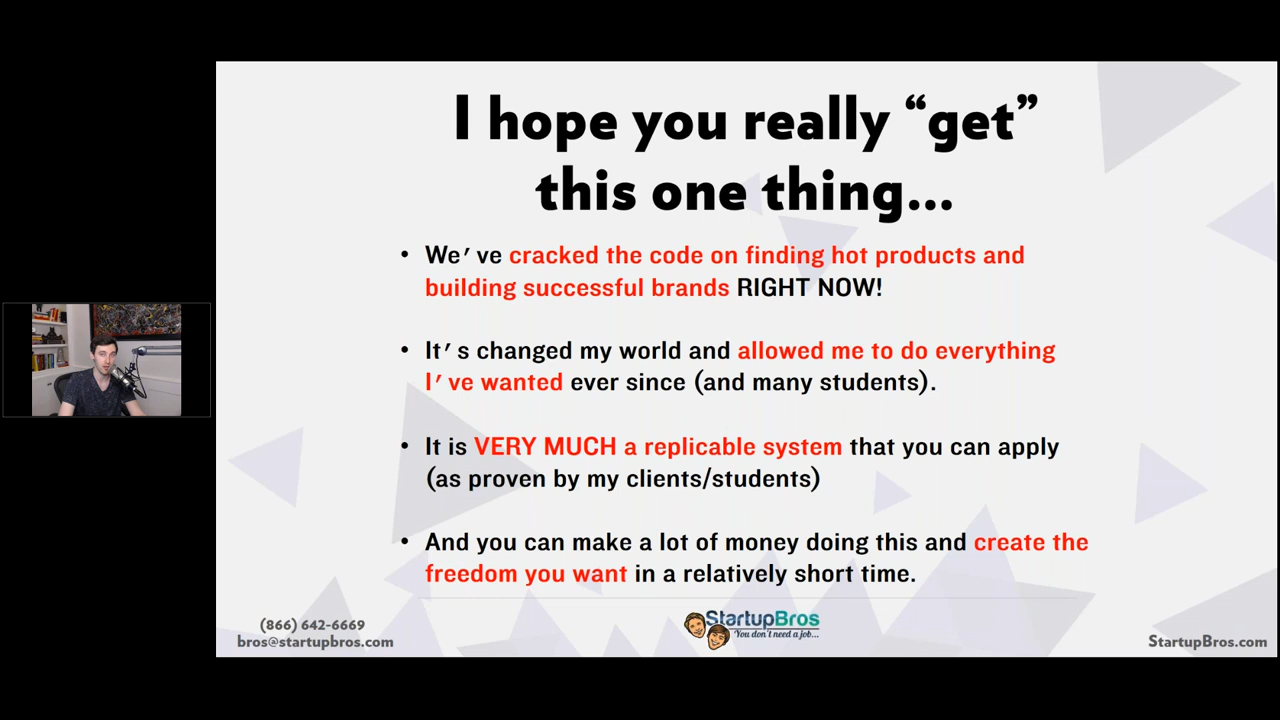 I hope you really “get”
this one thing...
• We’ve cracked the code on finding hot products and
building successful brands RIGHT NOW!
• It’s changed my world and allowed me to do everything
I’ve wanted ever since (and many students).
• It is VERY MUCH a replicable system that you can apply
(as proven by my clients/students)
• And you can make a lot of money doing this and create the
freedom you want in a relatively short time.
(866) 642-6669
bros@startupbros.com
StartupBros
You don't need a job...
StartupBros.com